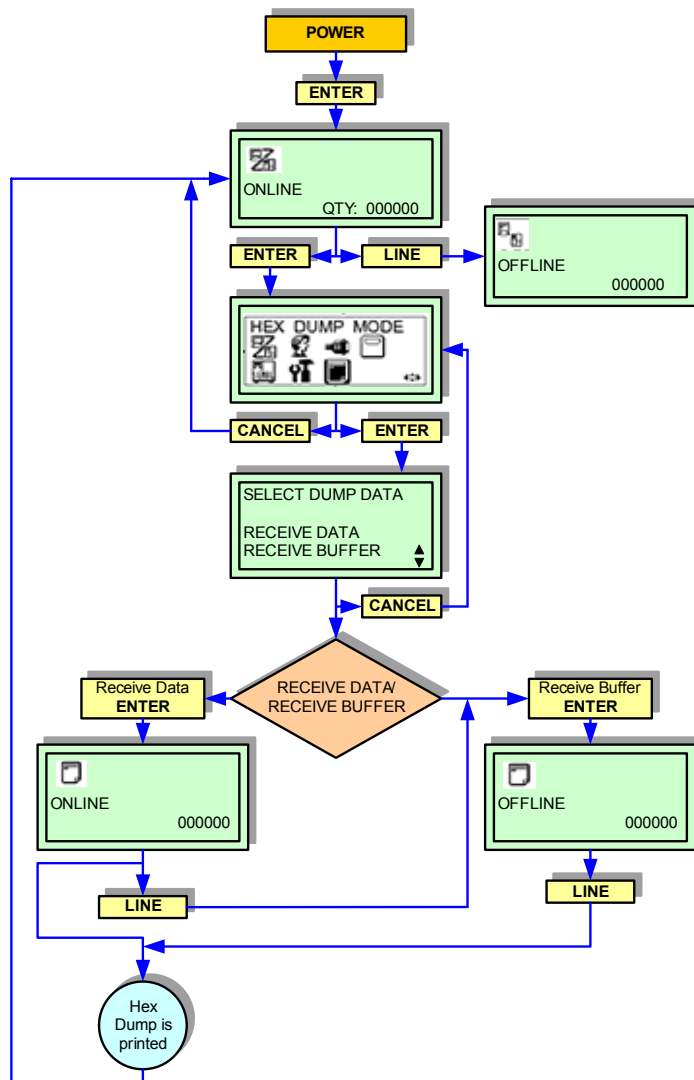 POWER
ENTER
ONLINE
QTY: 000000
ENTER
LINE
OFFLINE
000000
HEX DUMP MODE
CANCEL
ENTER
SELECT DUMP DATA
RECEIVE DATA
RECEIVE BUFFER
CANCEL
RECEIVE DATA/
RECEIVE BUFFER
Receive Data
ENTER
Receive Buffer
ENTER
ONLINE
000000
OFFLINE
000000
LINE
LINE
Hex
Dump is
printed